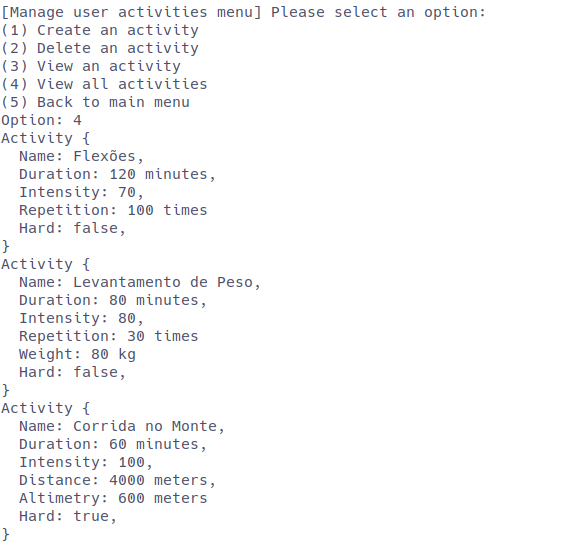 [Manage user activities menu] Please select an option:
(1) Create an activity
(2) Delete an activity
(3) View an activity
(4) View all activities
(5) Back to main menu
Option: 4
Activity {
  Name: Flexões,
  Duration: 120 minutes,
  Intensity: 70,
  Repetition: 100 times
  Hard: false,
}
Activity {
  Name: Levantamento de Peso,
  Duration: 80 minutes,
  Intensity: 80,
  Repetition: 30 times
  Weight: 80 kg
  Hard: false,
}
Activity {
  Name: Corrida no Monte,
  Duration: 60 minutes,
  Intensity: 100,
  Distance: 4000 meters,
  Altimetry: 600 meters
  Hard: true,
}